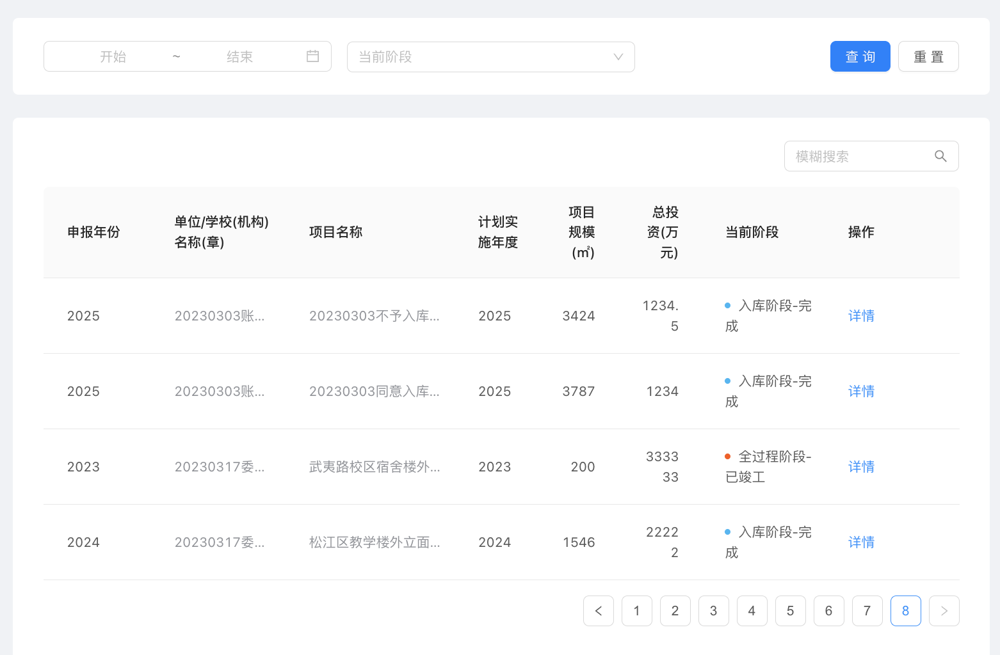 开始 ~ 结束 当前阶段 查 询 重 置
模糊搜索
申报年份 单位/学校(机构)名称(章) 项目名称 计划实施年度 项目规模(㎡) 总投资(万元) 当前阶段 操作
2025 20230303账... 20230303不予入库... 2025 3424 1234.5 入库阶段-完成 详情
2025 20230303账... 20230303同意入库... 2025 3787 1234 入库阶段-完成 详情
2023 20230317委... 武夷路校区宿舍楼外... 2023 200 333333 全过程阶段-已竣工 详情
2024 20230317委... 松江区教学楼外立面... 2024 1546 22222 入库阶段-完成 详情
< 1 2 3 4 5 6 7 8 >